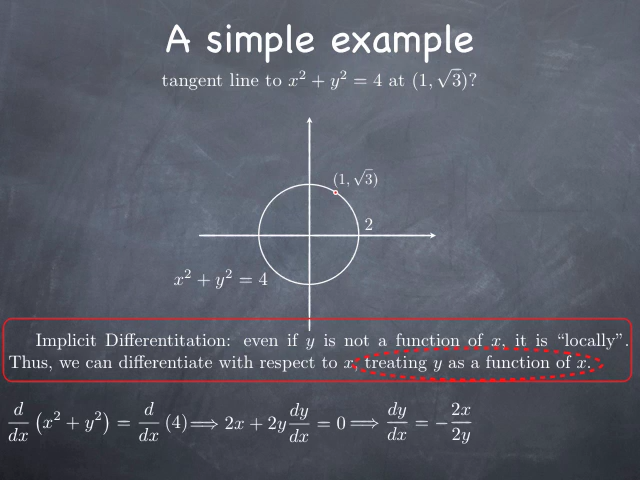 A simple example
tangent line to x² + y² = 4 at (1, √3)?
(1, √3)
2
x² + y² = 4
Implicit Differentitation: even if y is not a function of x, it is “locally”.
Thus, we can differentiate with respect to x, treating y as a function of x.
d/dx (x² + y²) = d/dx (4) ⟹ 2x + 2y dy/dx = 0 ⟹ dy/dx = −2x/2y